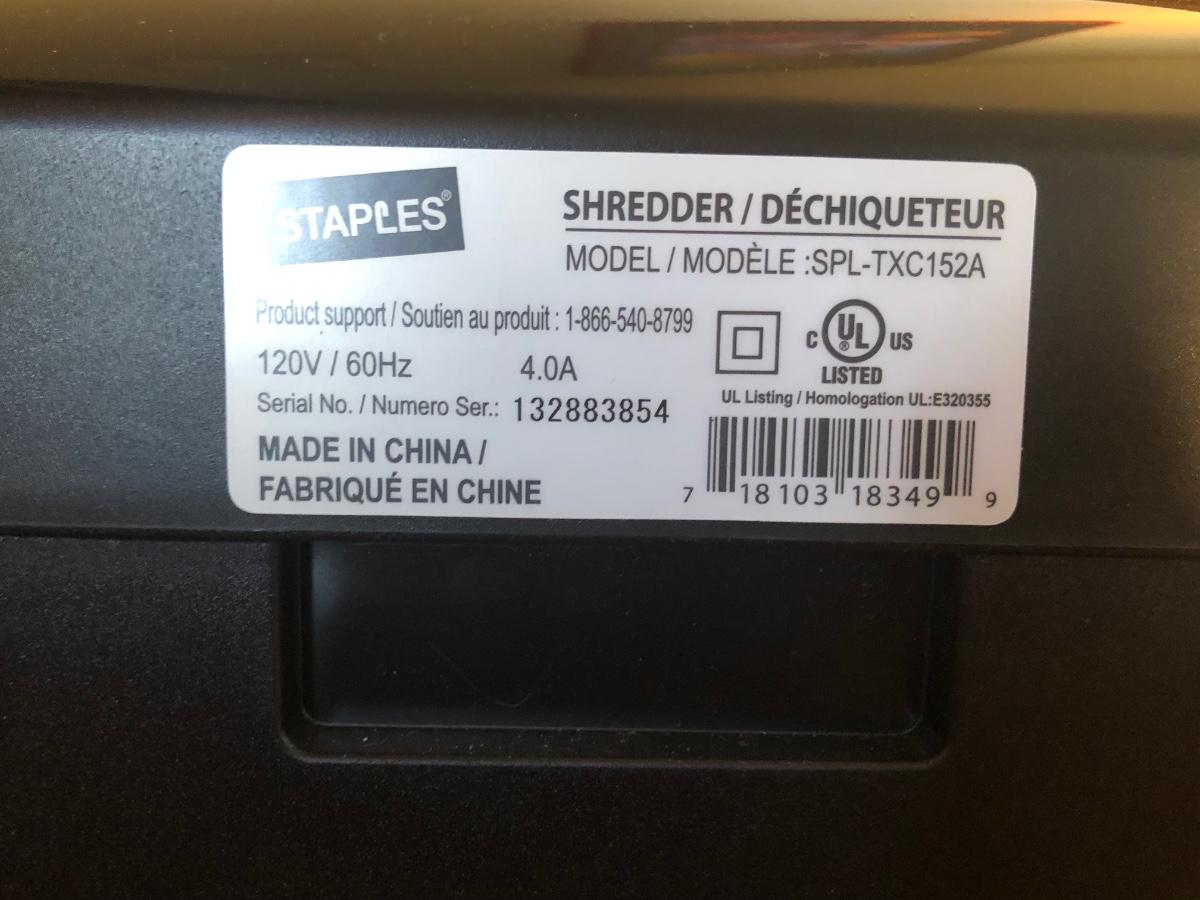 STAPLES®
SHREDDER / DÉCHIQUETEUR
MODEL / MODÈLE :SPL-TXC152A
Product support / Soutien au produit : 1-866-540-8799
120V / 60Hz 4.0A
Serial No. / Numero Ser.: 132883854
MADE IN CHINA /
FABRIQUÉ EN CHINE
C UL® US
LISTED
UL Listing / Homologation UL:E320355
7 18103 18349 9